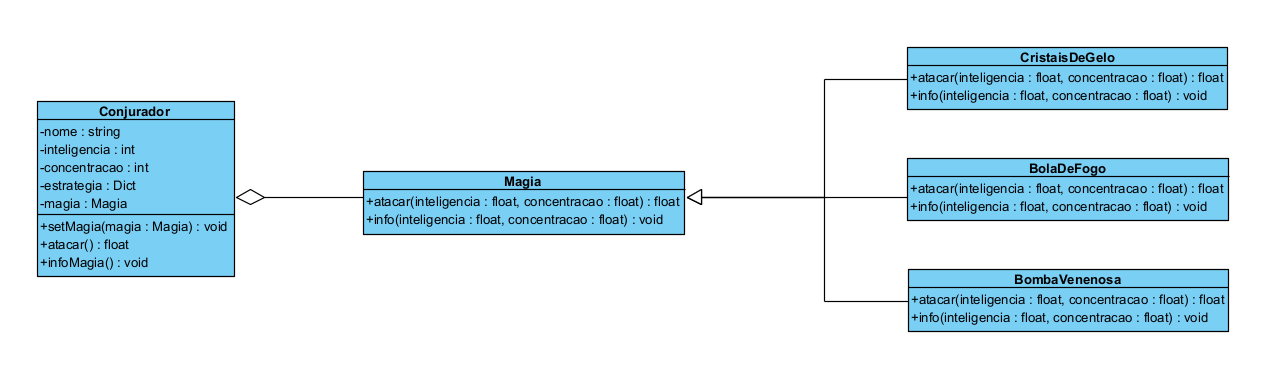 Conjurador
-nome : string
-inteligencia : int
-concentracao : int
-estrategia : Dict
-magia : Magia
+setMagia(magia : Magia) : void
+atacar() : float
+infoMagia() : void
Magia
+atacar(inteligencia : float, concentracao : float) : float
+info(inteligencia : float, concentracao : float) : void
CristaisDeGelo
+atacar(inteligencia : float, concentracao : float) : float
+info(inteligencia : float, concentracao : float) : void
BolaDeFogo
+atacar(inteligencia : float, concentracao : float) : float
+info(inteligencia : float, concentracao : float) : void
BombaVenenosa
+atacar(inteligencia : float, concentracao : float) : float
+info(inteligencia : float, concentracao : float) : void